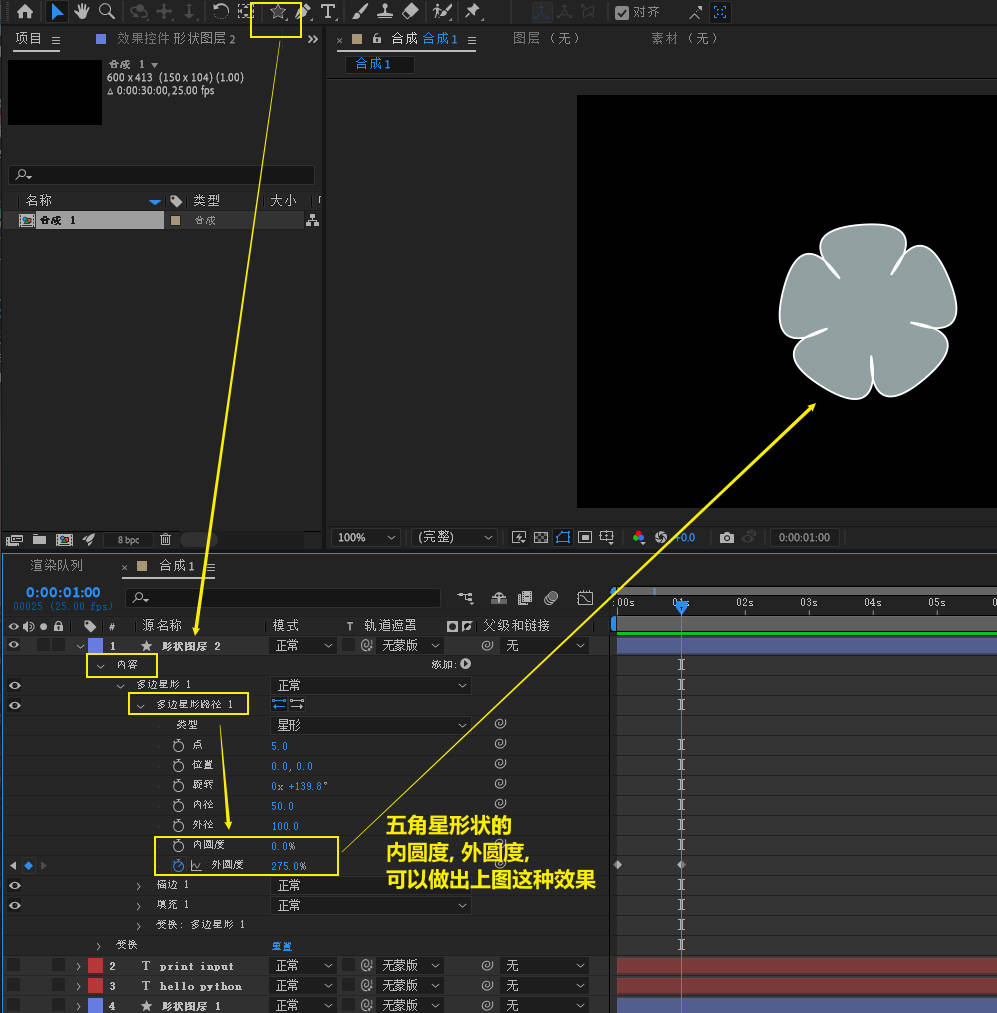 对齐
项目
效果控件 形状图层 2
合成 合成 1
图层 (无)
素材 (无)
合成 1
合成 1
600 x 413 (150 x 104) (1.00)
Δ 0:00:30:00, 25.00 fps
名称
类型
大小
合成 1
合成
8 bpc
100%
(完整)
+0.0
0:00:01:00
渲染队列
合成 1
0:00:01:00
00025 (25.00 fps)
:00s
01s
02s
03s
04s
05s
#
源名称
模式
T 轨道遮罩
父级和链接
1
形状图层 2
正常
无
内容
添加:
多边星形 1
正常
多边星形路径 1
类型
星形
点
5.0
位置
0.0, 0.0
旋转
0x +139.8°
内径
50.0
外径
100.0
内圆度
0.0%
外圆度
275.0%
五角星形状的
内圆度, 外圆度,
可以做出上图这种效果
描边 1
正常
填充 1
正常
变换: 多边星形 1
变换
重置
2
T print input
正常
无蒙版
无
3
T hello python
正常
无蒙版
无
4
形状图层 1
正常
无蒙版
无